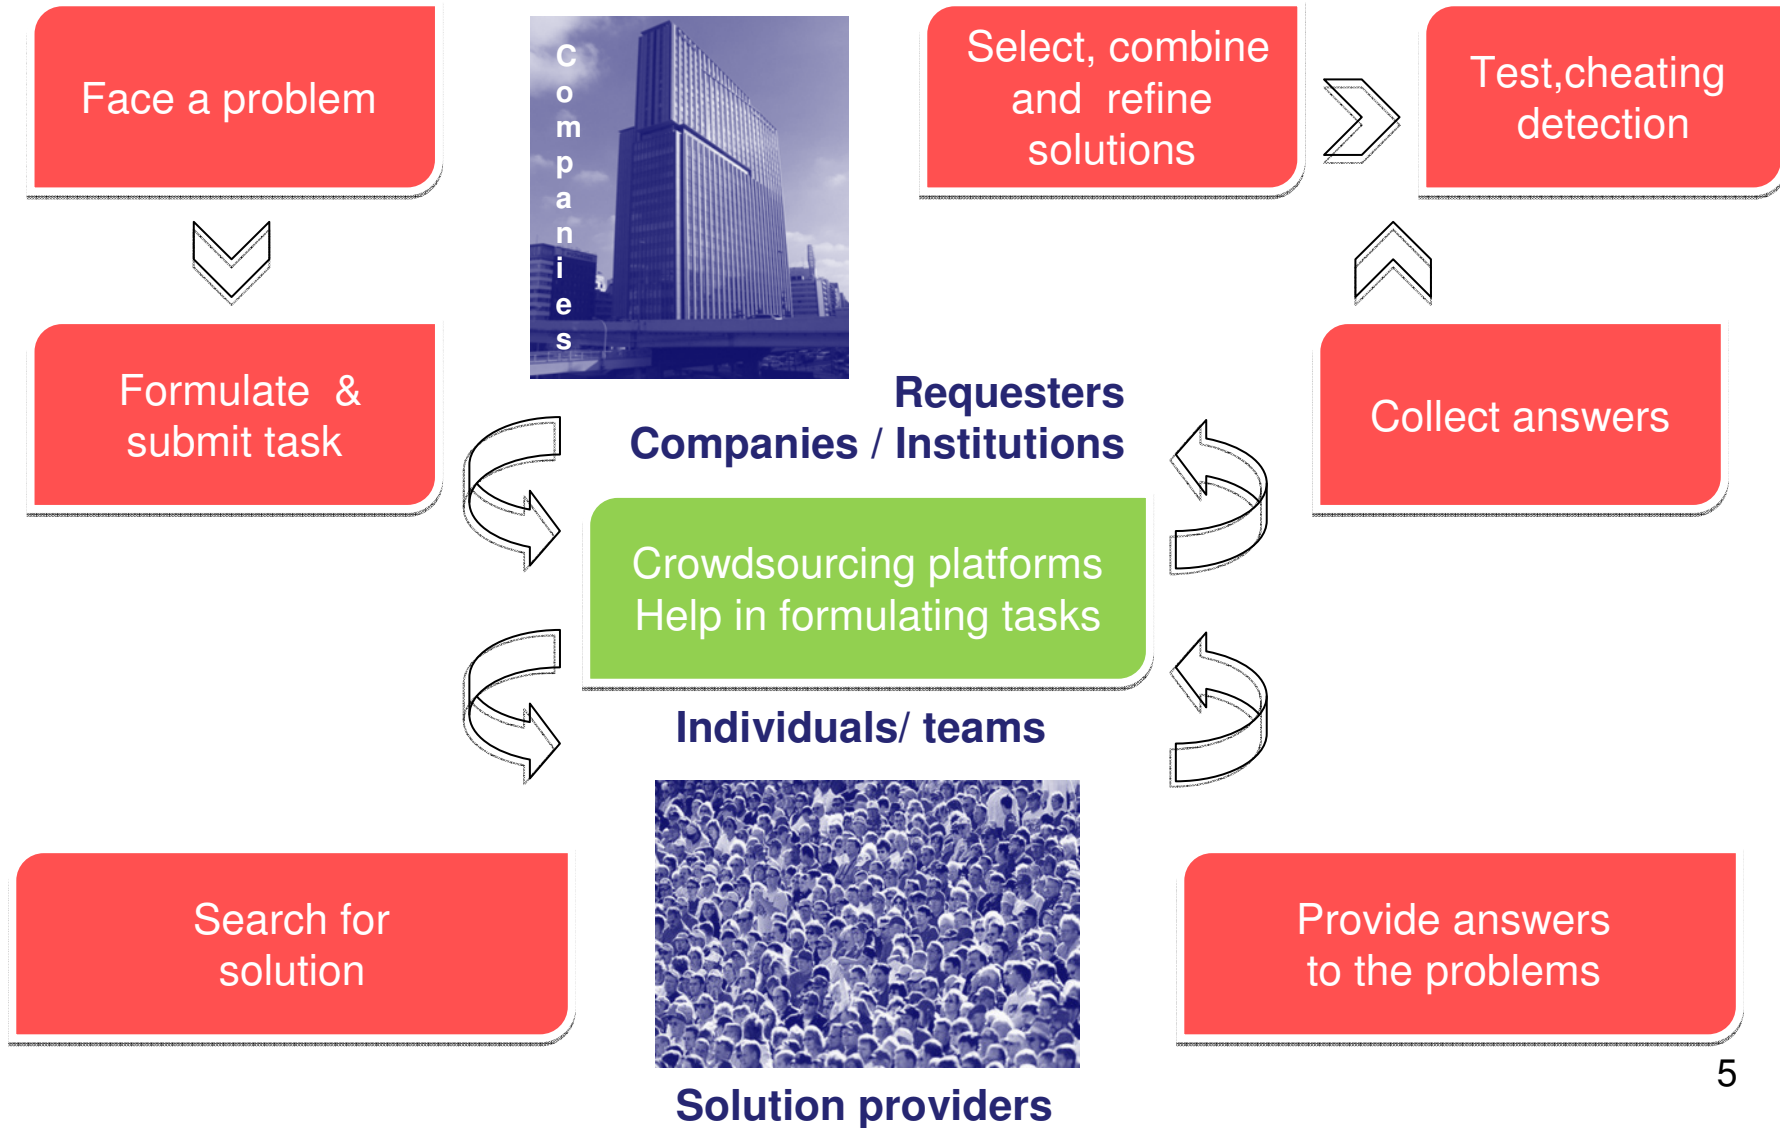 Face a problem
Companies
Select, combine
and  refine
solutions
Test,cheating
detection
Formulate  &
submit task
Requesters
Companies / Institutions
Collect answers
Crowdsourcing platforms
Help in formulating tasks
Individuals/ teams
Search for
solution
Provide answers
to the problems
Solution providers
5